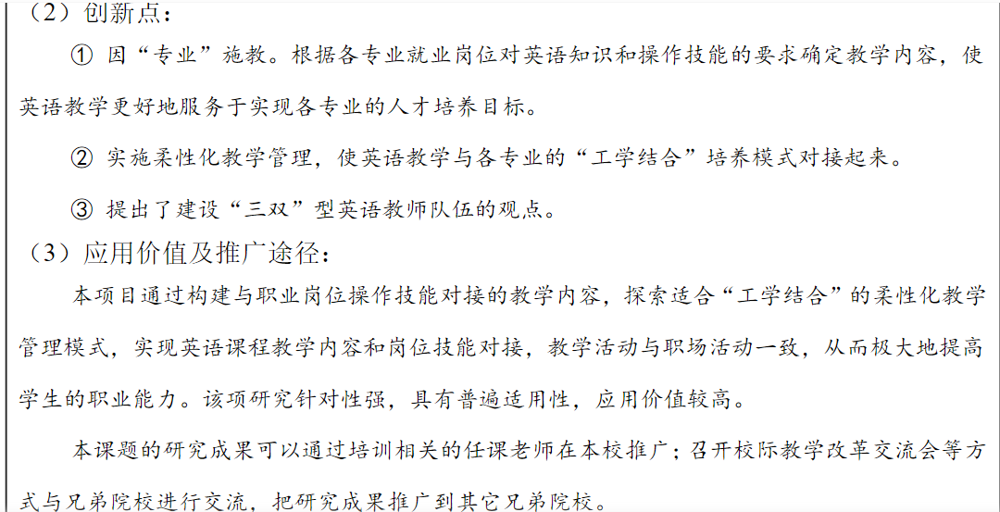 （2）创新点：
① 因“专业”施教。根据各专业就业岗位对英语知识和操作技能的要求确定教学内容，使
英语教学更好地服务于实现各专业的人才培养目标。
② 实施柔性化教学管理，使英语教学与各专业的“工学结合”培养模式对接起来。
③ 提出了建设“三双”型英语教师队伍的观点。
（3）应用价值及推广途径：
本项目通过构建与职业岗位操作技能对接的教学内容，探索适合“工学结合”的柔性化教学
管理模式，实现英语课程教学内容和岗位技能对接，教学活动与职场活动一致，从而极大地提高
学生的职业能力。该项研究针对性强，具有普遍适用性，应用价值较高。
本课题的研究成果可以通过培训相关的任课老师在本校推广；召开校际教学改革交流会等方
式与兄弟院校进行交流，把研究成果推广到其它兄弟院校。